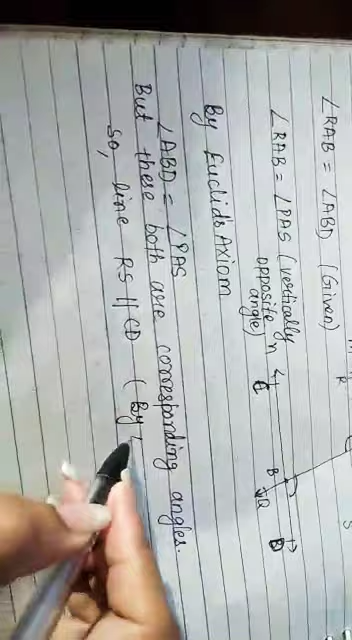 ∠RAB = ∠ABD (Given)
∠RAB = ∠PAS (vertically
opposite
angle)
By Euclid's Axiom
∠ABD = ∠PAS
But these both are corresponding angles.
So, line RS || CD (By
R
S
C
B
Q
D